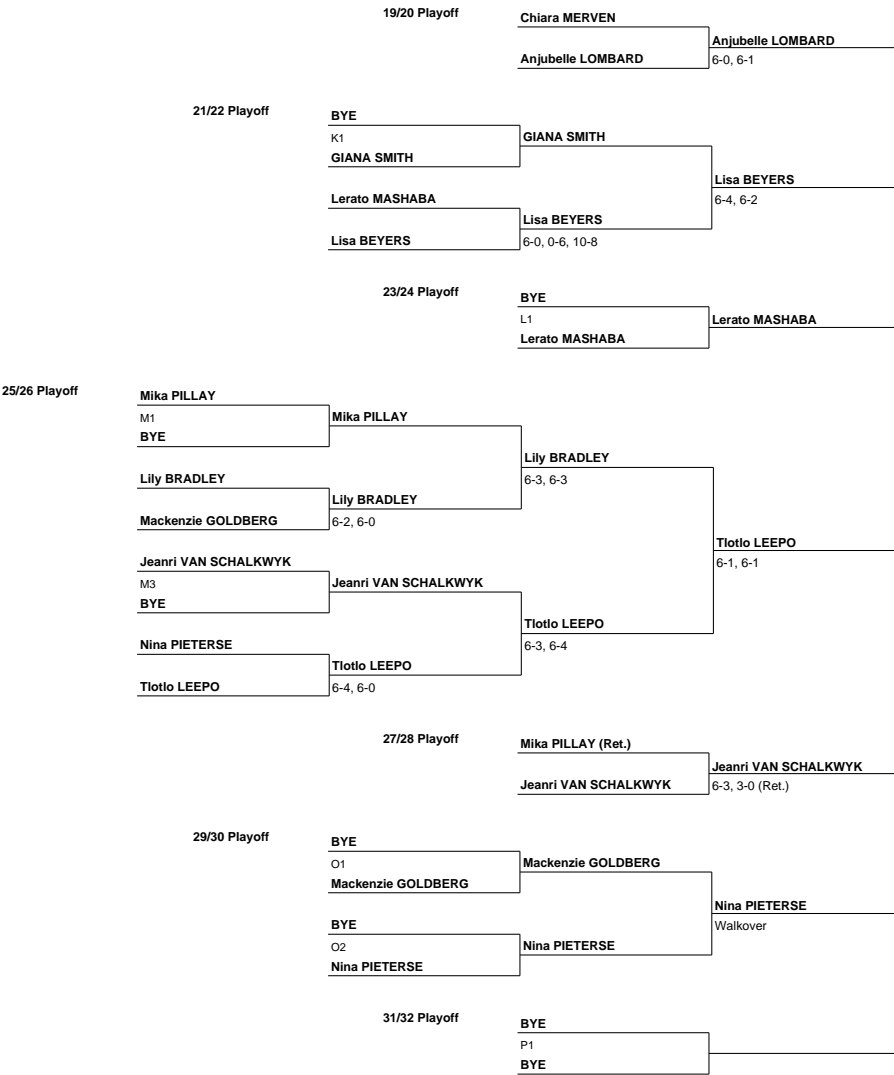 19/20 Playoff
Chiara MERVEN
Anjubelle LOMBARD
Anjubelle LOMBARD
6-0, 6-1
21/22 Playoff
BYE
K1
GIANA SMITH
GIANA SMITH
Lisa BEYERS
6-4, 6-2
Lerato MASHABA
Lisa BEYERS
Lisa BEYERS
6-0, 0-6, 10-8
23/24 Playoff
BYE
L1
Lerato MASHABA
Lerato MASHABA
25/26 Playoff
Mika PILLAY
M1
Mika PILLAY
BYE
Lily BRADLEY
6-3, 6-3
Lily BRADLEY
Lily BRADLEY
Mackenzie GOLDBERG
6-2, 6-0
Tlotlo LEEPO
6-1, 6-1
Jeanri VAN SCHALKWYK
M3
Jeanri VAN SCHALKWYK
BYE
Tlotlo LEEPO
6-3, 6-4
Nina PIETERSE
Tlotlo LEEPO
Tlotlo LEEPO
6-4, 6-0
27/28 Playoff
Mika PILLAY (Ret.)
Jeanri VAN SCHALKWYK
Jeanri VAN SCHALKWYK
6-3, 3-0 (Ret.)
29/30 Playoff
BYE
O1
Mackenzie GOLDBERG
Mackenzie GOLDBERG
Nina PIETERSE
Walkover
BYE
O2
Nina PIETERSE
Nina PIETERSE
31/32 Playoff
BYE
P1
BYE